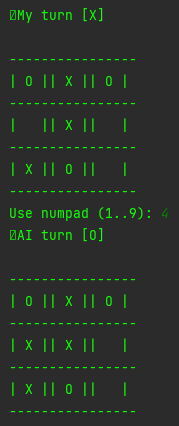 My turn [X]
----------------
| O || X || O |
----------------
|   || X ||   |
----------------
| X || O ||   |
----------------
Use numpad (1..9): 4
AI turn [O]
----------------
| O || X || O |
----------------
| X || X ||   |
----------------
| X || O ||   |
----------------